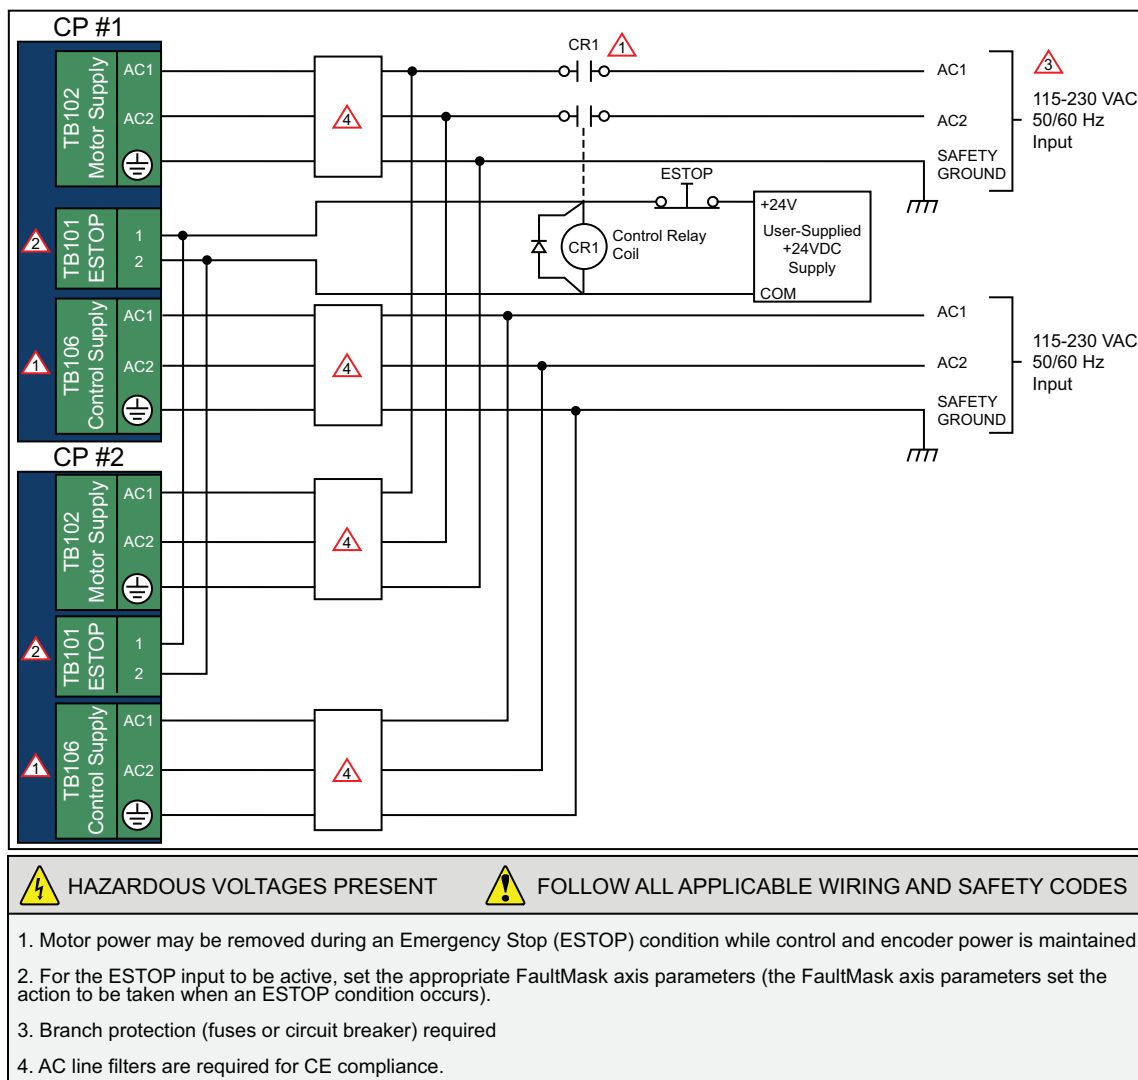 CP #1
TB102
Motor Supply
AC1
AC2
4
CR1
1
AC1
AC2
SAFETY
GROUND
3
115-230 VAC
50/60 Hz
Input
2
TB101
ESTOP
1
2
ESTOP
CR1
Control Relay
Coil
+24V
User-Supplied
+24VDC
Supply
COM
1
TB106
Control Supply
AC1
AC2
4
AC1
AC2
SAFETY
GROUND
115-230 VAC
50/60 Hz
Input
CP #2
TB102
Motor Supply
AC1
AC2
4
2
TB101
ESTOP
1
2
1
TB106
Control Supply
AC1
AC2
4
HAZARDOUS VOLTAGES PRESENT
FOLLOW ALL APPLICABLE WIRING AND SAFETY CODES
1. Motor power may be removed during an Emergency Stop (ESTOP) condition while control and encoder power is maintained
2. For the ESTOP input to be active, set the appropriate FaultMask axis parameters (the FaultMask axis parameters set the
action to be taken when an ESTOP condition occurs).
3. Branch protection (fuses or circuit breaker) required
4. AC line filters are required for CE compliance.